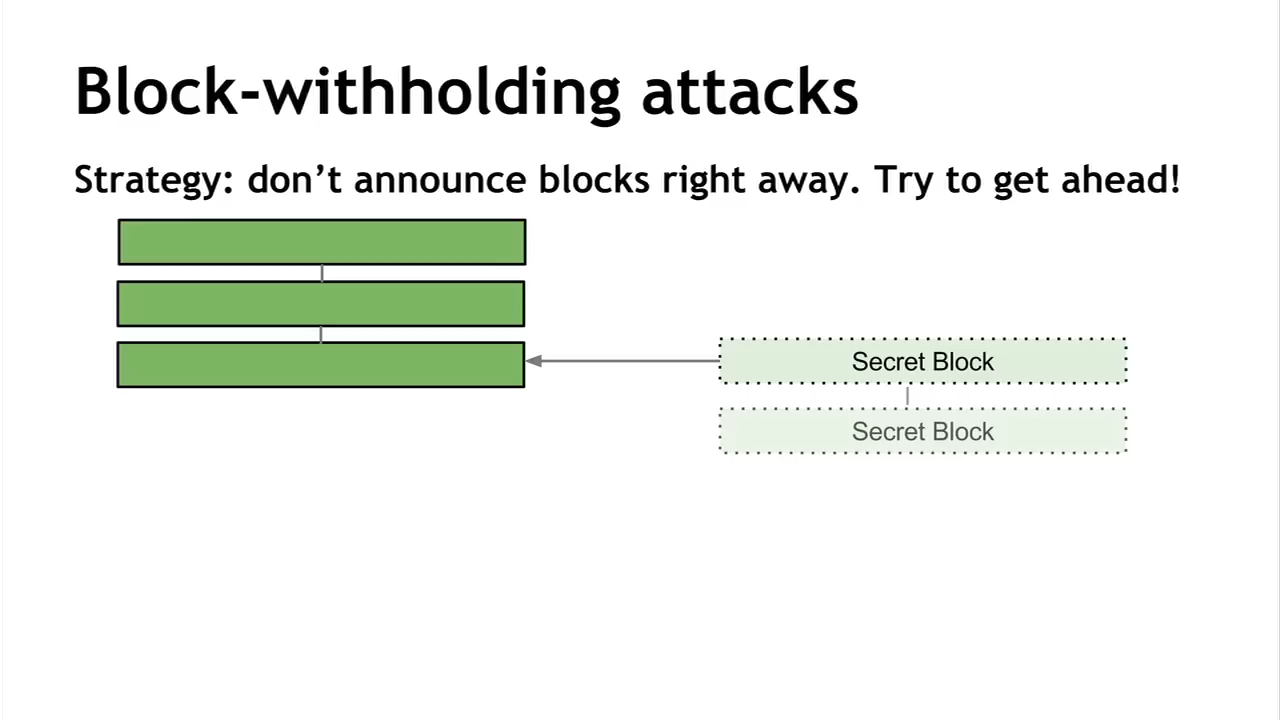 Block-withholding attacks
Strategy: don’t announce blocks right away. Try to get ahead!
Secret Block
Secret Block